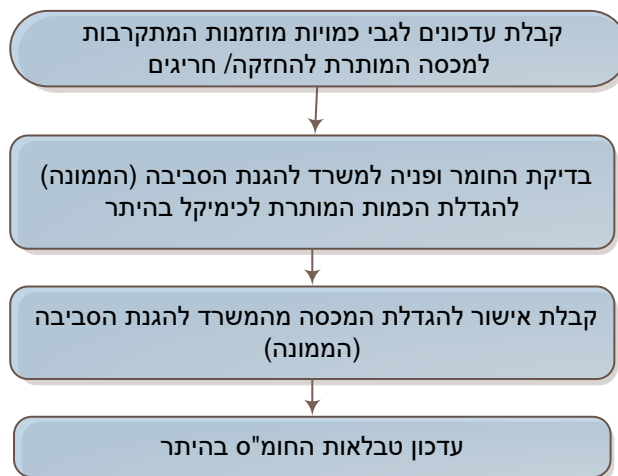 קבלת עדכונים לגבי כמויות מוזמנות המתקרבות
למכסה המותרת להחזקה/ חריגים
בדיקת החומר ופניה למשרד להגנת הסביבה (הממונה)
להגדלת הכמות המותרת לכימיקל בהיתר
קבלת אישור להגדלת המכסה מהמשרד להגנת הסביבה
(הממונה)
עדכון טבלאות החומ"ס בהיתר